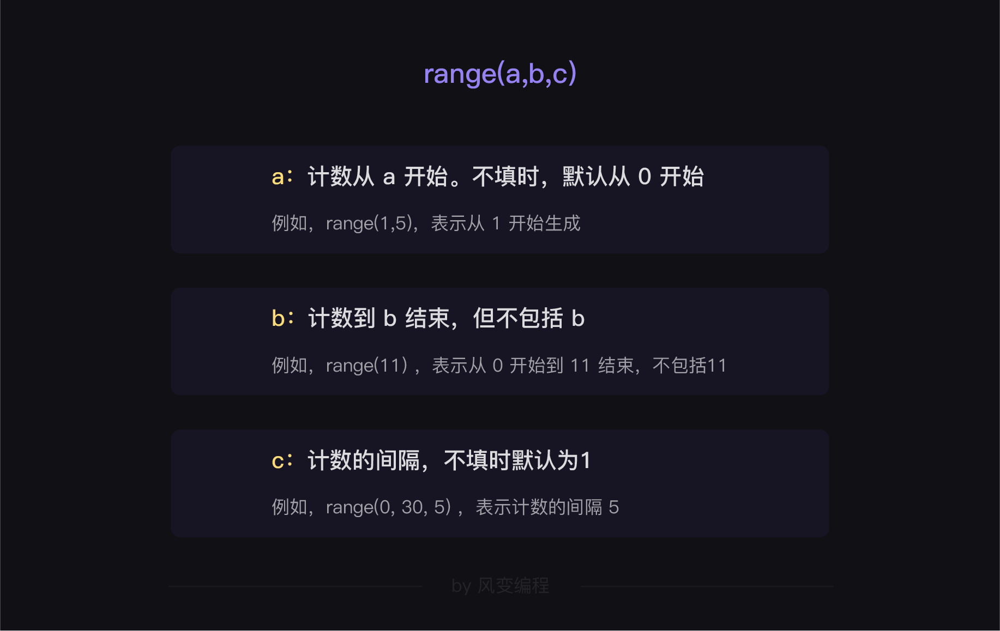 range(a,b,c)
a：计数从 a 开始。不填时，默认从 0 开始
例如，range(1,5)，表示从 1 开始生成
b：计数到 b 结束，但不包括 b
例如，range(11) ，表示从 0 开始到 11 结束，不包括11
c：计数的间隔，不填时默认为1
例如，range(0, 30, 5) ，表示计数的间隔 5
by 风变编程